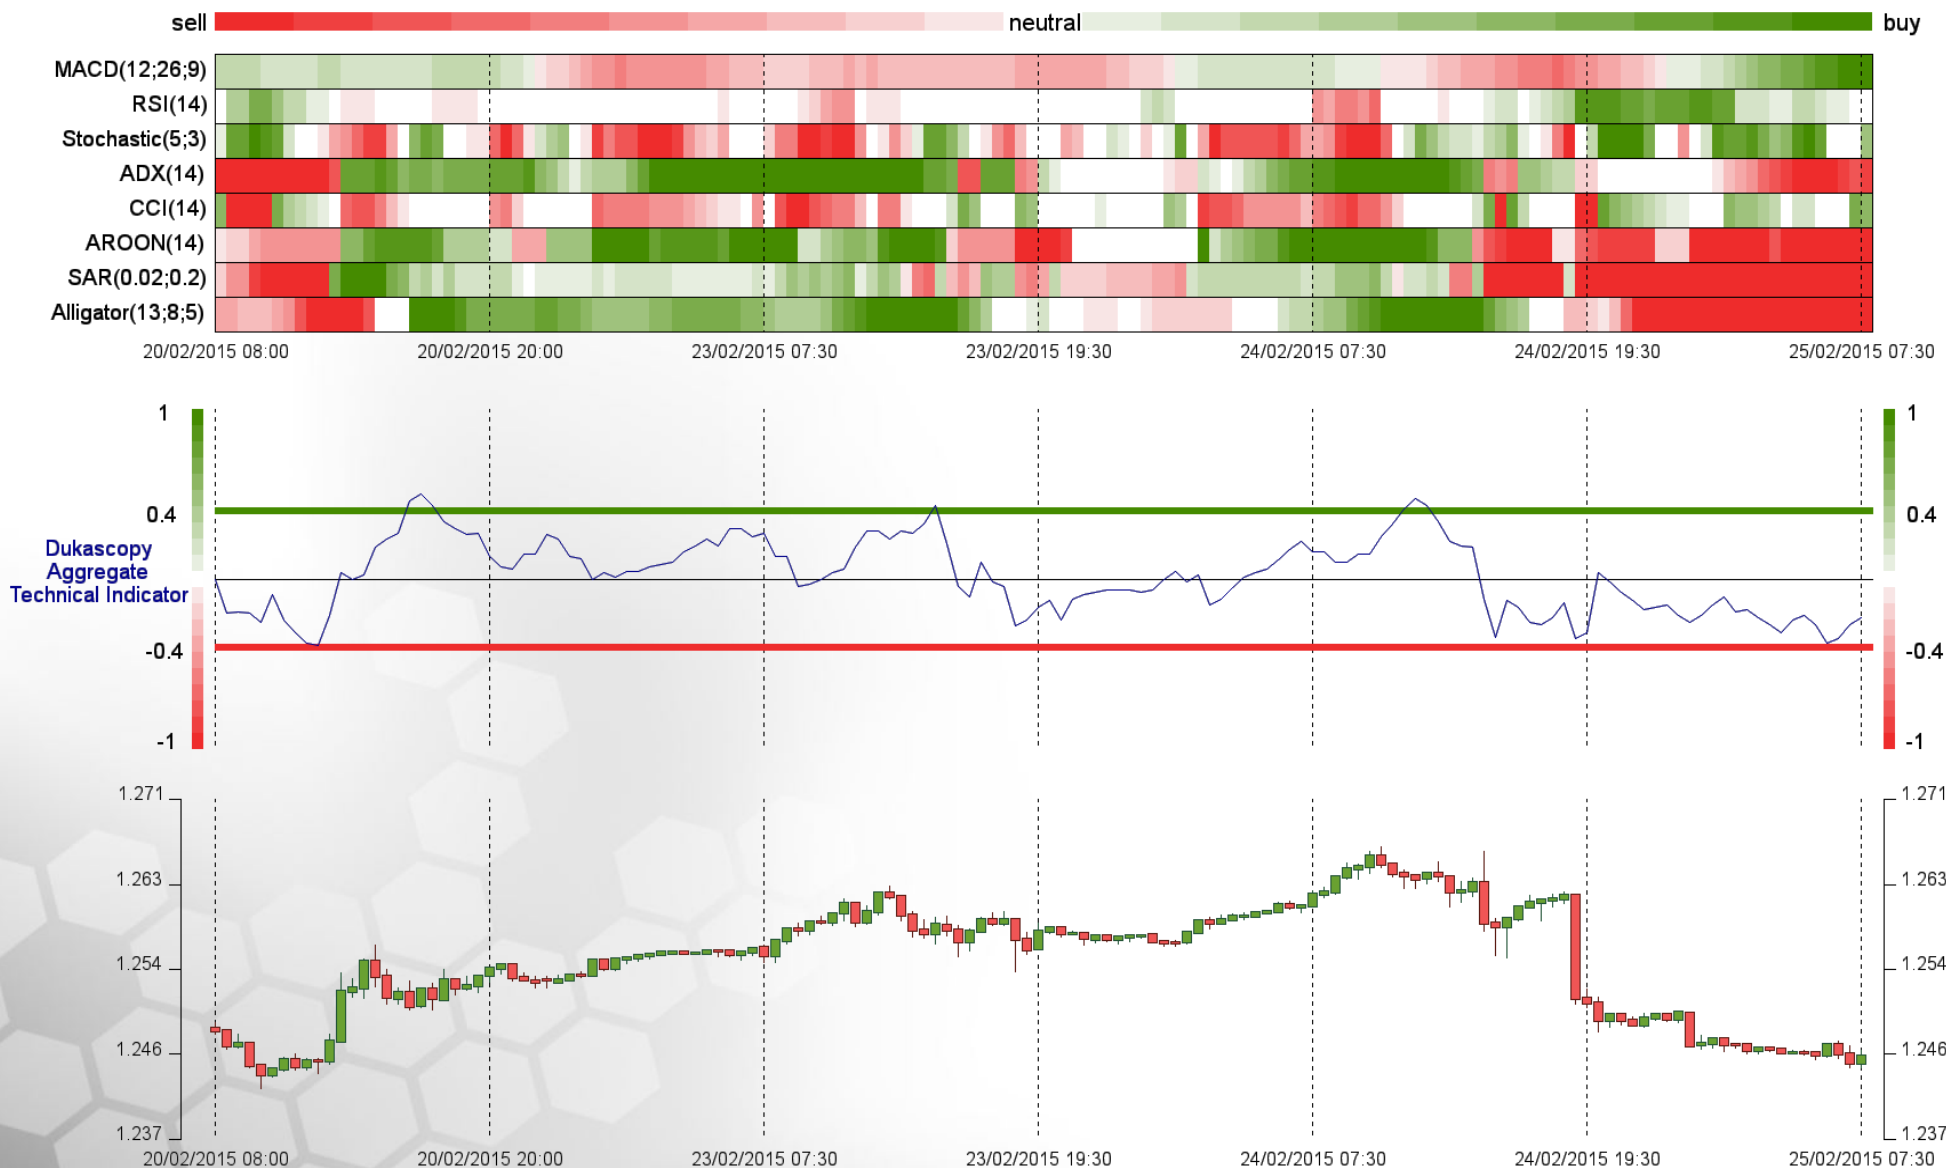 sell neutral buy
MACD(12;26;9)
RSI(14)
Stochastic(5;3)
ADX(14)
CCI(14)
AROON(14)
SAR(0.02;0.2)
Alligator(13;8;5)
20/02/2015 08:00 20/02/2015 20:00 23/02/2015 07:30 23/02/2015 19:30 24/02/2015 07:30 24/02/2015 19:30 25/02/2015 07:30
1 1
0.4 0.4
Dukascopy
Aggregate
Technical Indicator
-0.4 -0.4
-1 -1
1.271 1.271
1.263 1.263
1.254 1.254
1.246 1.246
1.237 1.237
20/02/2015 08:00 20/02/2015 20:00 23/02/2015 07:30 23/02/2015 19:30 24/02/2015 07:30 24/02/2015 19:30 25/02/2015 07:30